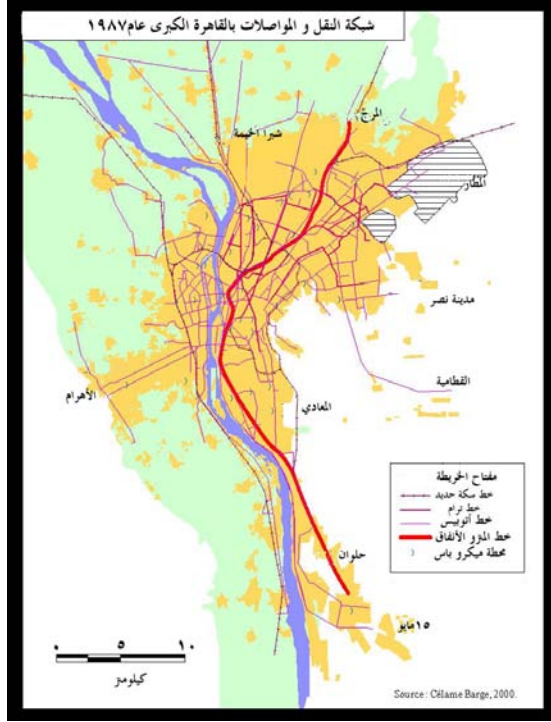 شبكة النقل و المواصلات بالقاهرة الكبرى عام ١٩٨٧
المرج
شبرا الخيمة
المطار
مدينة نصر
القطامية
الأهرام
المعادي
مفتاح الخريطة
خط سكة حديد
خط ترام
خط أتوبيس
خط المترو الأنفاق
محطة ميكرو باس
حلوان
١٥مايو
٠ ٥ ١٠
كيلومتر
Source: Célame Barge, 2000.